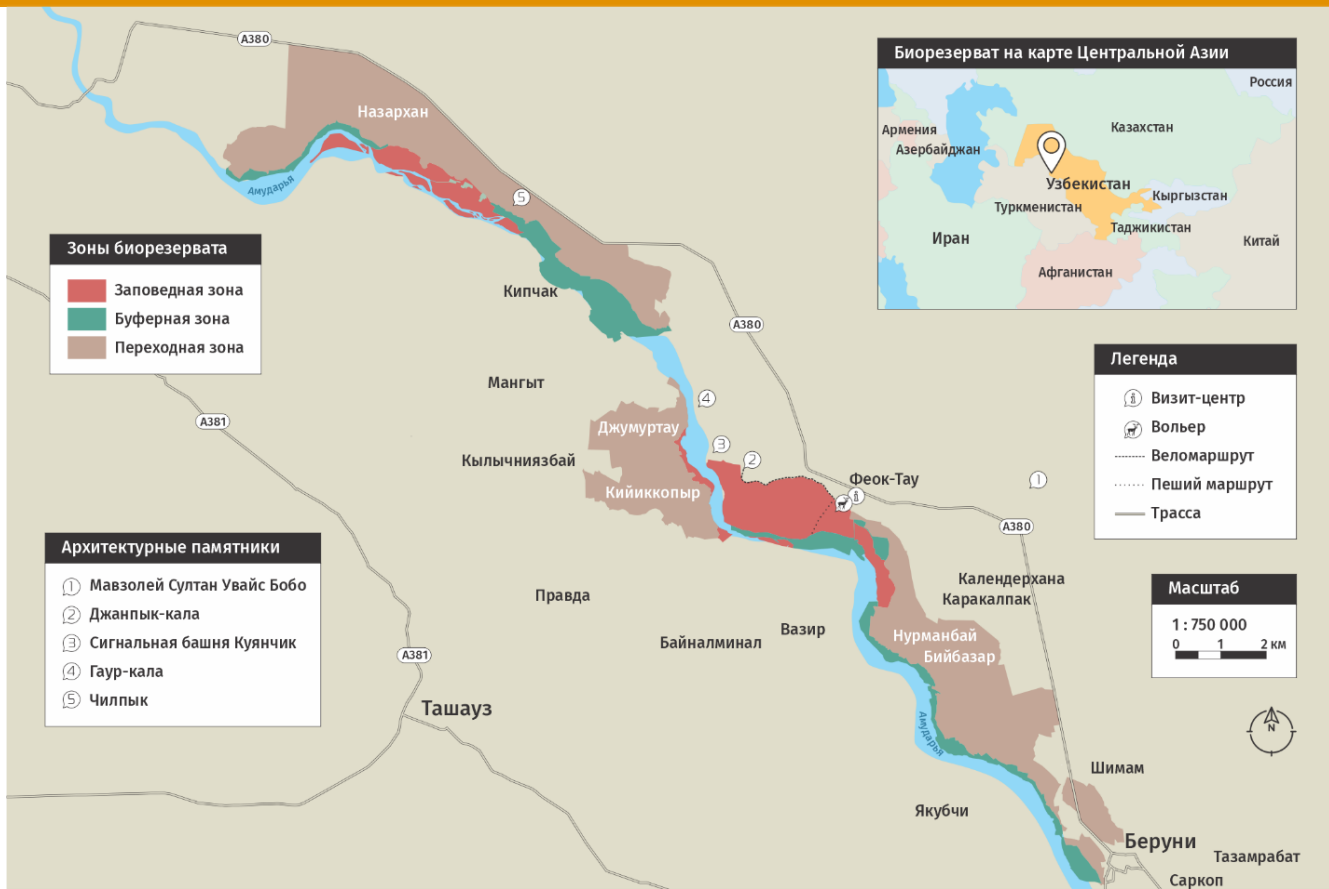 A380
Биорезерват на карте Центральной Азии
Россия
Казахстан
Армения
Азербайджан
Узбекистан
Кыргызстан
Туркменистан
Таджикистан
Иран
Китай
Афганистан
Назархан
Амударья
5
Зоны биорезервата
Заповедная зона
Буферная зона
Переходная зона
Кипчак
A380
Мангыт
4
A381
Джумуртау
3
2
Кылычниязбай
Кийиккопыр
Феок-Тау
1
A380
Легенда
Визит-центр
Вольер
Веломаршрут
Пеший маршрут
Трасса
Архитектурные памятники
1 Мавзолей Султан Увайс Бобо
2 Джанпык-кала
3 Сигнальная башня Куянчик
4 Гаур-кала
5 Чилпык
Правда
Календерхана
Каракалпак
Байналминал
Вазир
Нурманбай
Бийбазар
Масштаб
1 : 750 000
0 1 2 км
A381
Ташауз
Амударья
N
Шимам
Якубчи
Беруни
Тазамрабат
Саркоп